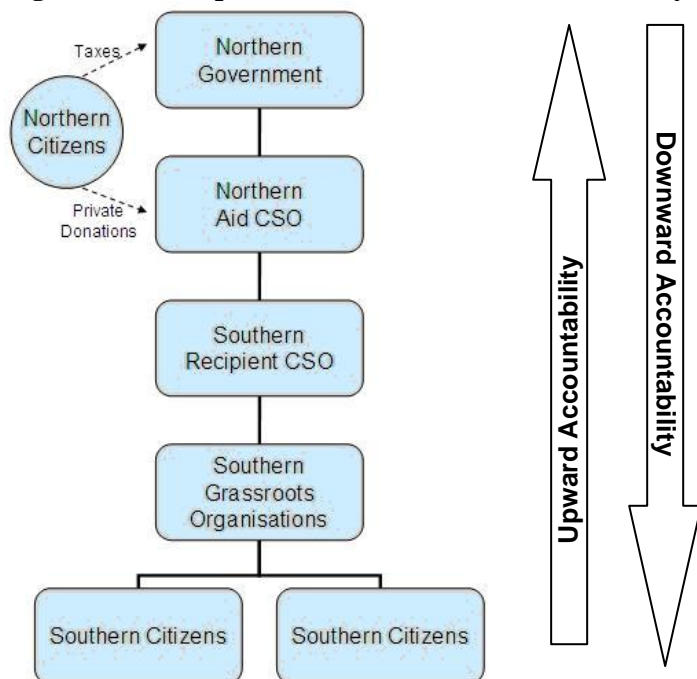 Taxes
Northern
Government
Northern
Citizens
Private
Donations
Northern
Aid CSO
Southern
Recipient CSO
Southern
Grassroots
Organisations
Southern Citizens
Southern Citizens
Upward Accountability
Downward Accountability